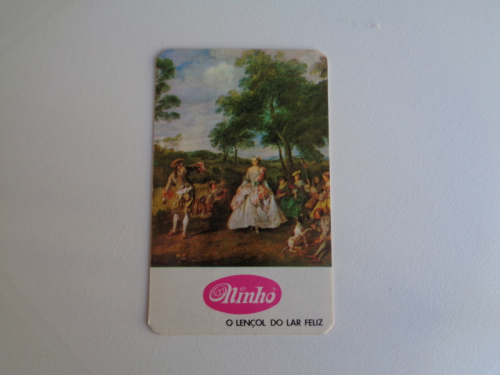 Ninho
O LENÇOL DO LAR FELIZ